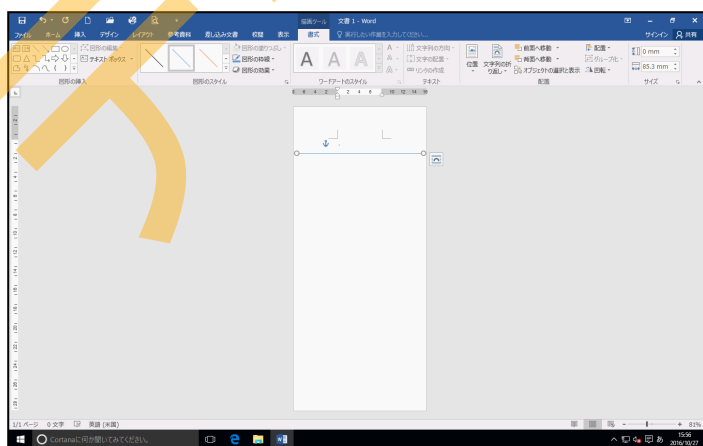 描画ツール 文書 1 - Word
ファイル ホーム 挿入 デザイン レイアウト 参考資料 差し込み文書 校閲 表示 書式 実行したい作業を入力してください... サインイン 共有
図形の編集 図形の塗りつぶし 文字列の方向 前面へ移動 配置 0 mm
テキスト ボックス 図形の枠線 文字の配置 位置 文字列の折り返し 背面へ移動 グループ化 85.3 mm
図形の効果 リンクの作成 オブジェクトの選択と表示 回転
図形の挿入 図形のスタイル ワードアートのスタイル テキスト 配置 サイズ
1/1 ページ 0 文字 英語 (米国) 81%
Cortanaに何か聞いてみてください。 あ 15:56
2016/10/27